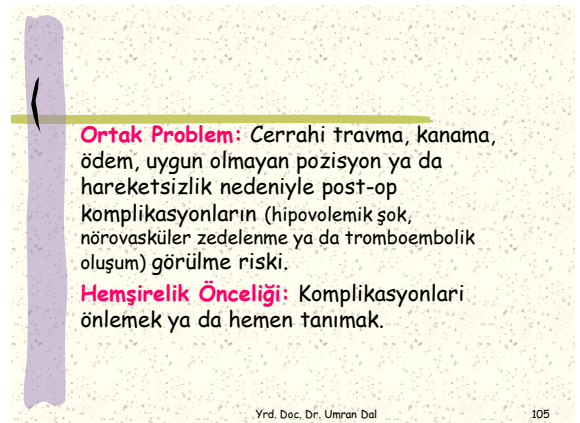 Ortak Problem: Cerrahi travma, kanama,
ödem, uygun olmayan pozisyon ya da
hareketsizlik nedeniyle post-op
komplikasyonların (hipovolemik şok,
nörovasküler zedelenme ya da tromboembolik
oluşum) görülme riski.
Hemşirelik Önceliği: Komplikasyonlari
önlemek ya da hemen tanımak.
Yrd. Doc. Dr. Umran Dal 105